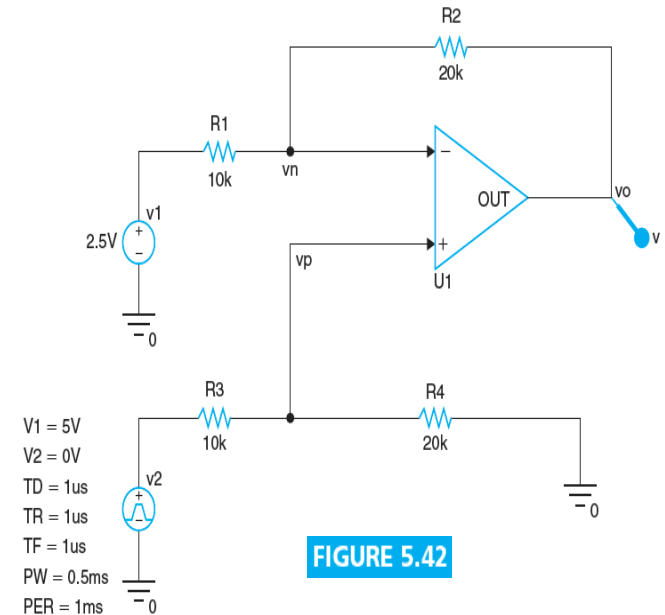 R2
20k
R1
10k
vn
−
OUT
vo
v
v1
2.5V
+
−
+
U1
vp
0
R3
10k
R4
20k
V1 = 5V
V2 = 0V
TD = 1us
TR = 1us
TF = 1us
PW = 0.5ms
PER = 1ms
v2
+
−
0
0
FIGURE 5.42